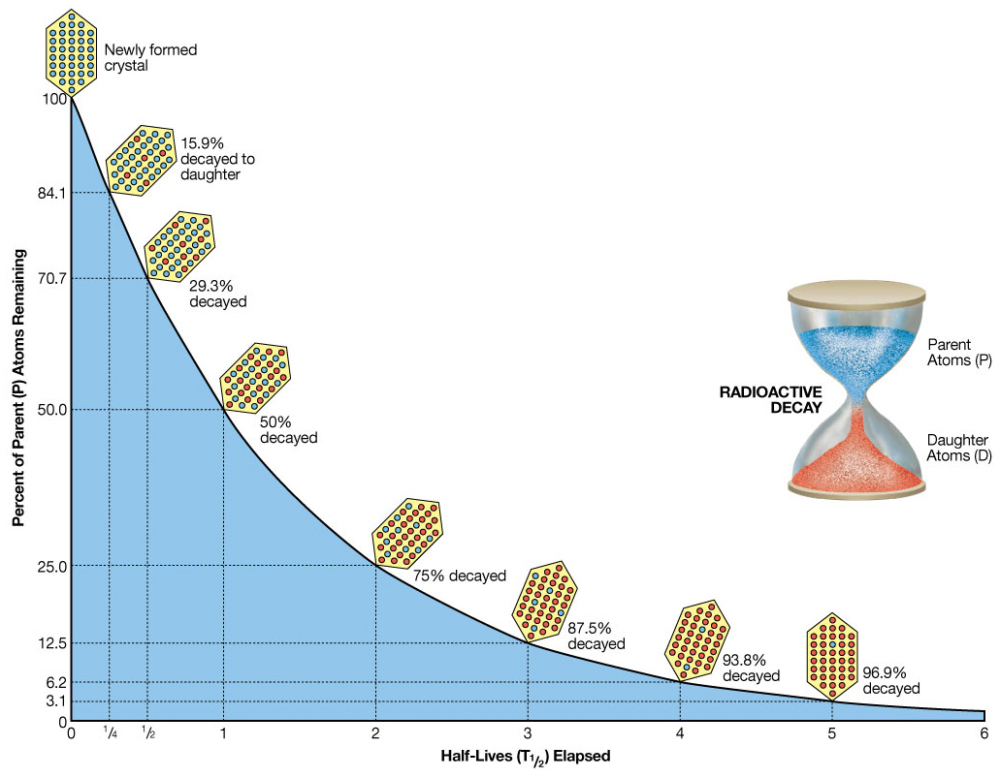 Newly formed
crystal
100
15.9%
decayed to
daughter
84.1
29.3%
decayed
70.7
50%
decayed
50.0
75% decayed
25.0
87.5%
decayed
12.5
93.8%
decayed
6.2
96.9%
decayed
3.1
0
Percent of Parent (P) Atoms Remaining
0 1/4 1/2 1 2 3 4 5 6
Half-Lives (T1/2) Elapsed
RADIOACTIVE
DECAY
Parent
Atoms (P)
Daughter
Atoms (D)